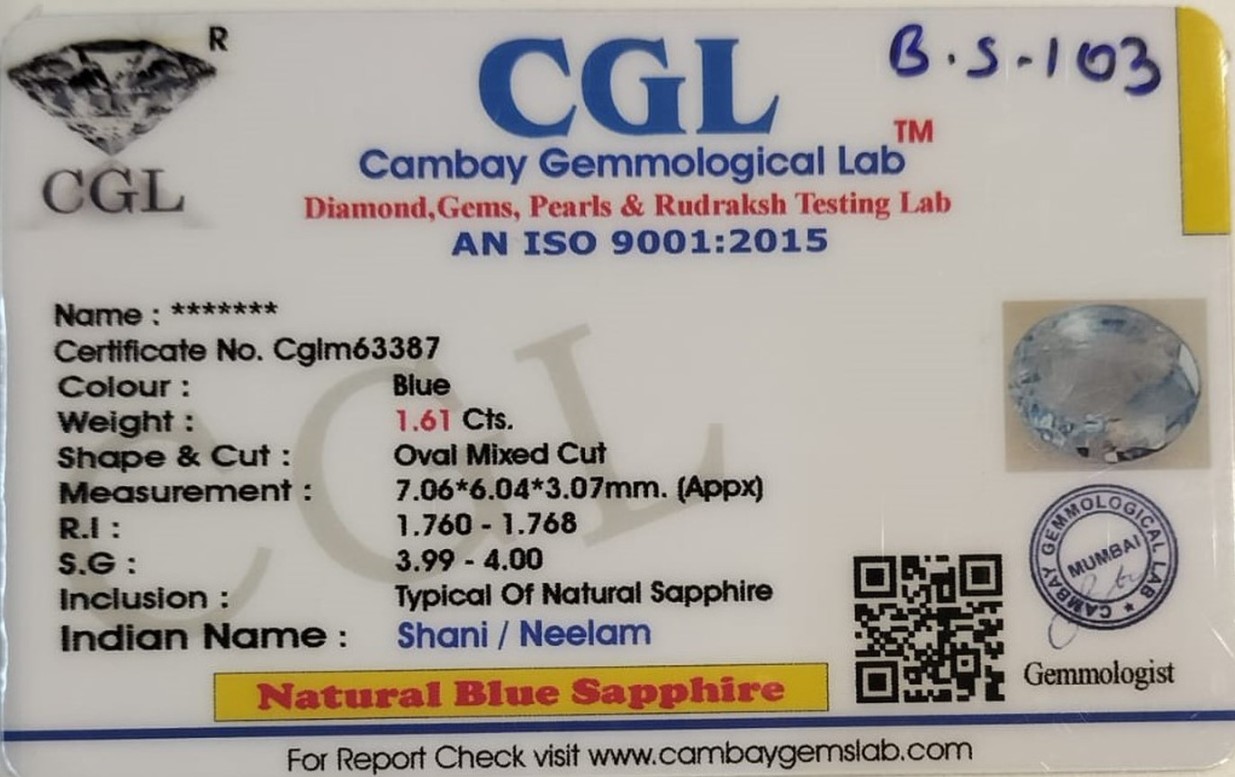 R
CGL
CGL
B.S-103
TM
Cambay Gemmological Lab
Diamond,Gems, Pearls & Rudraksh Testing Lab
AN ISO 9001:2015
Name : *******
Certificate No. Cglm63387
Colour : Blue
Weight : 1.61 Cts.
Shape & Cut : Oval Mixed Cut
Measurement : 7.06*6.04*3.07mm. (Appx)
R.I : 1.760 - 1.768
S.G : 3.99 - 4.00
Inclusion : Typical Of Natural Sapphire
Indian Name : Shani / Neelam
CGL
CAMBAY GEMMOLOGICAL LAB ★
MUMBAI
Gemmologist
Natural Blue Sapphire
For Report Check visit www.cambaygemslab.com